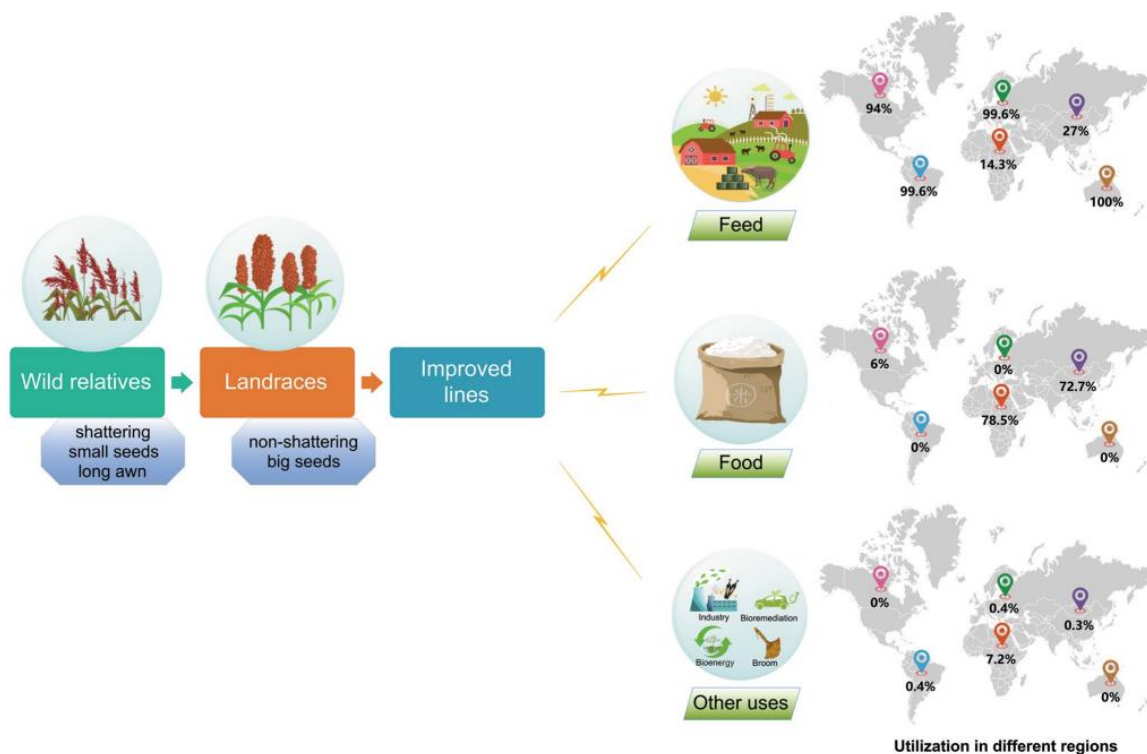 Wild relatives
shattering
small seeds
long awn
Landraces
non-shattering
big seeds
Improved
lines
Feed
94%
99.6%
27%
14.3%
99.6%
100%
Food
6%
0%
72.7%
78.5%
0%
0%
Industry
Bioremediation
Bioenergy
Broom
Other uses
0%
0.4%
0.3%
7.2%
0.4%
0%
Utilization in different regions